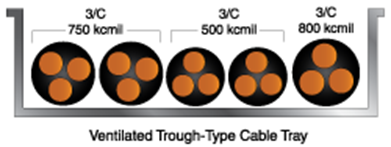 3/C 3/C 3/C
750 kcmil 500 kcmil 800 kcmil
Ventilated Trough-Type Cable Tray